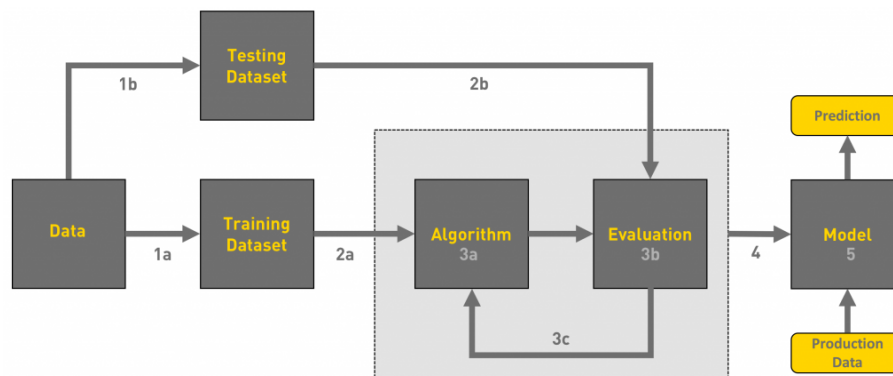 Testing
Dataset
1b
2b
Prediction
Data
Training
Dataset
Algorithm
3a
Evaluation
3b
Model
5
1a
2a
4
3c
Production
Data